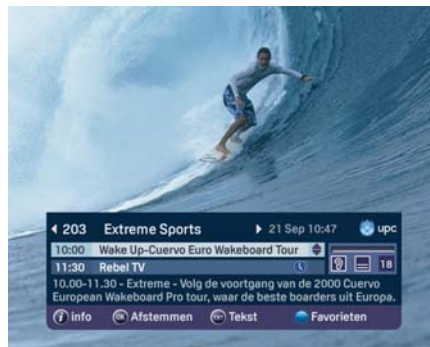 203 Extreme Sports 21 Sep 10:47 upc
10:00 Wake Up-Cuervo Euro Wakeboard Tour
11:30 Rebel TV 18
10.00-11.30 - Extreme - Volg de voortgang van de 2000 Cuervo
European Wakeboard Pro tour, waar de beste boarders uit Europa.
i info OK Afstemmen TXT Tekst Favorieten